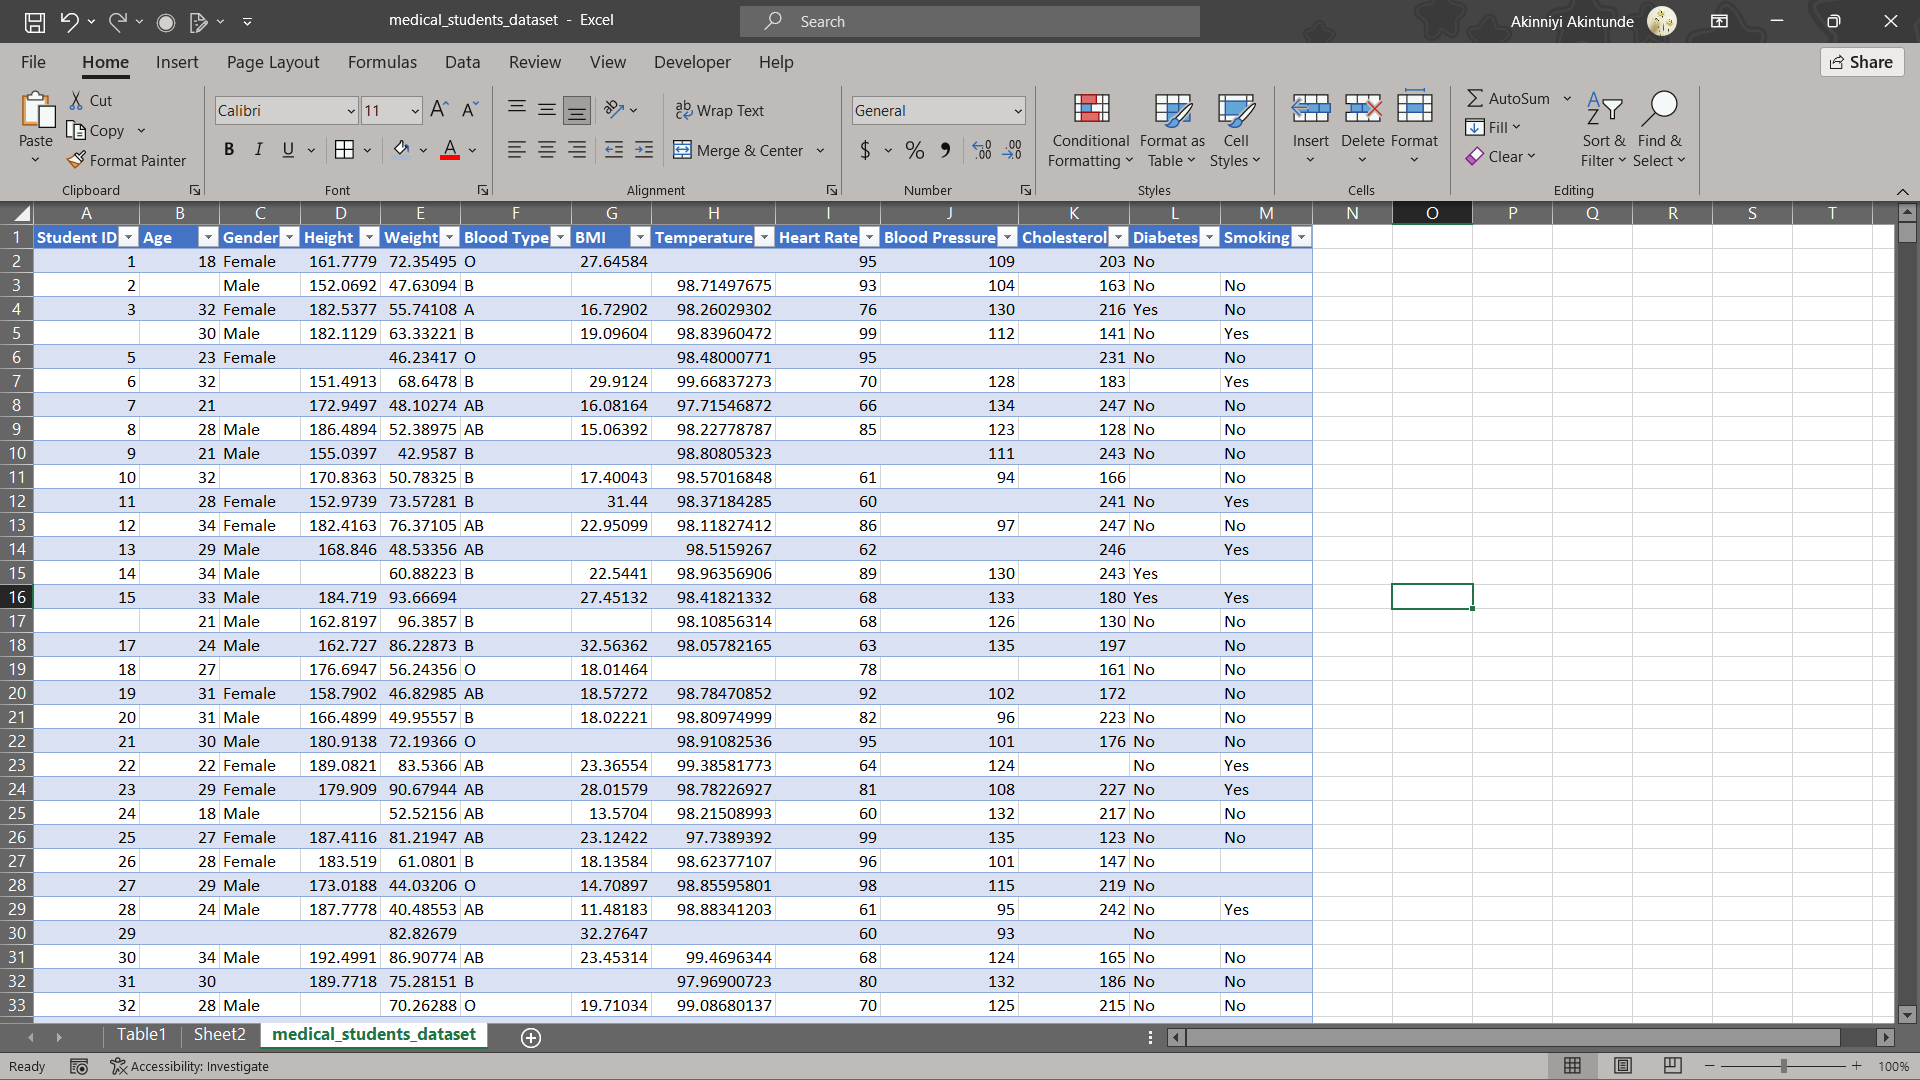 medical_students_dataset - Excel
Search
Akinniyi Akintunde
File Home Insert Page Layout Formulas Data Review View Developer Help
Share
Paste
Cut
Copy
Format Painter
Clipboard
Calibri 11
B I U
Font
Wrap Text
Merge & Center
Alignment
General
$ % 9 .00 .00
Number
Conditional Formatting
Format as Table
Cell Styles
Styles
Insert Delete Format
Cells
AutoSum
Fill
Clear
Sort & Filter
Find & Select
Editing
A B C D E F G H I J K L M N O P Q R S T
1 Student ID Age Gender Height Weight Blood Type BMI Temperature Heart Rate Blood Pressure Cholesterol Diabetes Smoking
2 1 18 Female 161.7779 72.35495 O 27.64584 95 109 203 No
3 2 Male 152.0692 47.63094 B 98.71497675 93 104 163 No No
4 3 32 Female 182.5377 55.74108 A 16.72902 98.26029302 76 130 216 Yes No
5 30 Male 182.1129 63.33221 B 19.09604 98.83960472 99 112 141 No Yes
6 5 23 Female 46.23417 O 98.48000771 95 231 No No
7 6 32 151.4913 68.6478 B 29.9124 99.66837273 70 128 183 Yes
8 7 21 172.9497 48.10274 AB 16.08164 97.71546872 66 134 247 No No
9 8 28 Male 186.4894 52.38975 AB 15.06392 98.22778787 85 123 128 No No
10 9 21 Male 155.0397 42.9587 B 98.80805323 111 243 No No
11 10 32 170.8363 50.78325 B 17.40043 98.57016848 61 94 166 No
12 11 28 Female 152.9739 73.57281 B 31.44 98.37184285 60 241 No Yes
13 12 34 Female 182.4163 76.37105 AB 22.95099 98.11827412 86 97 247 No No
14 13 29 Male 168.846 48.53356 AB 98.5159267 62 246 Yes
15 14 34 Male 60.88223 B 22.5441 98.96356906 89 130 243 Yes
16 15 33 Male 184.719 93.66694 27.45132 98.41821332 68 133 180 Yes Yes
17 21 Male 162.8197 96.3857 B 98.10856314 68 126 130 No No
18 17 24 Male 162.727 86.22873 B 32.56362 98.05782165 63 135 197 No
19 18 27 176.6947 56.24356 O 18.01464 78 161 No No
20 19 31 Female 158.7902 46.82985 AB 18.57272 98.78470852 92 102 172 No
21 20 31 Male 166.4899 49.95557 B 18.02221 98.80974999 82 96 223 No No
22 21 30 Male 180.9138 72.19366 O 98.91082536 95 101 176 No No
23 22 22 Female 189.0821 83.5366 AB 23.36554 99.38581773 64 124 No Yes
24 23 29 Female 179.909 90.67944 AB 28.01579 98.78226927 81 108 227 No Yes
25 24 18 Male 52.52156 AB 13.5704 98.21508993 60 132 217 No No
26 25 27 Female 187.4116 81.21947 AB 23.12422 97.7389392 99 135 123 No No
27 26 28 Female 183.519 61.0801 B 18.13584 98.62377107 96 101 147 No
28 27 29 Male 173.0188 44.03206 O 14.70897 98.85595801 98 115 219 No
29 28 24 Male 187.7778 40.48553 AB 11.48183 98.88341203 61 95 242 No Yes
30 29 82.82679 32.27647 60 93 No
31 30 34 Male 192.4991 86.90774 AB 23.45314 99.4696344 68 124 165 No No
32 31 30 189.7718 75.28151 B 97.96900723 80 132 186 No No
33 32 28 Male 70.26288 O 19.71034 99.08680137 70 125 215 No No
Table1 Sheet2 medical_students_dataset
Ready Accessibility: Investigate 100%